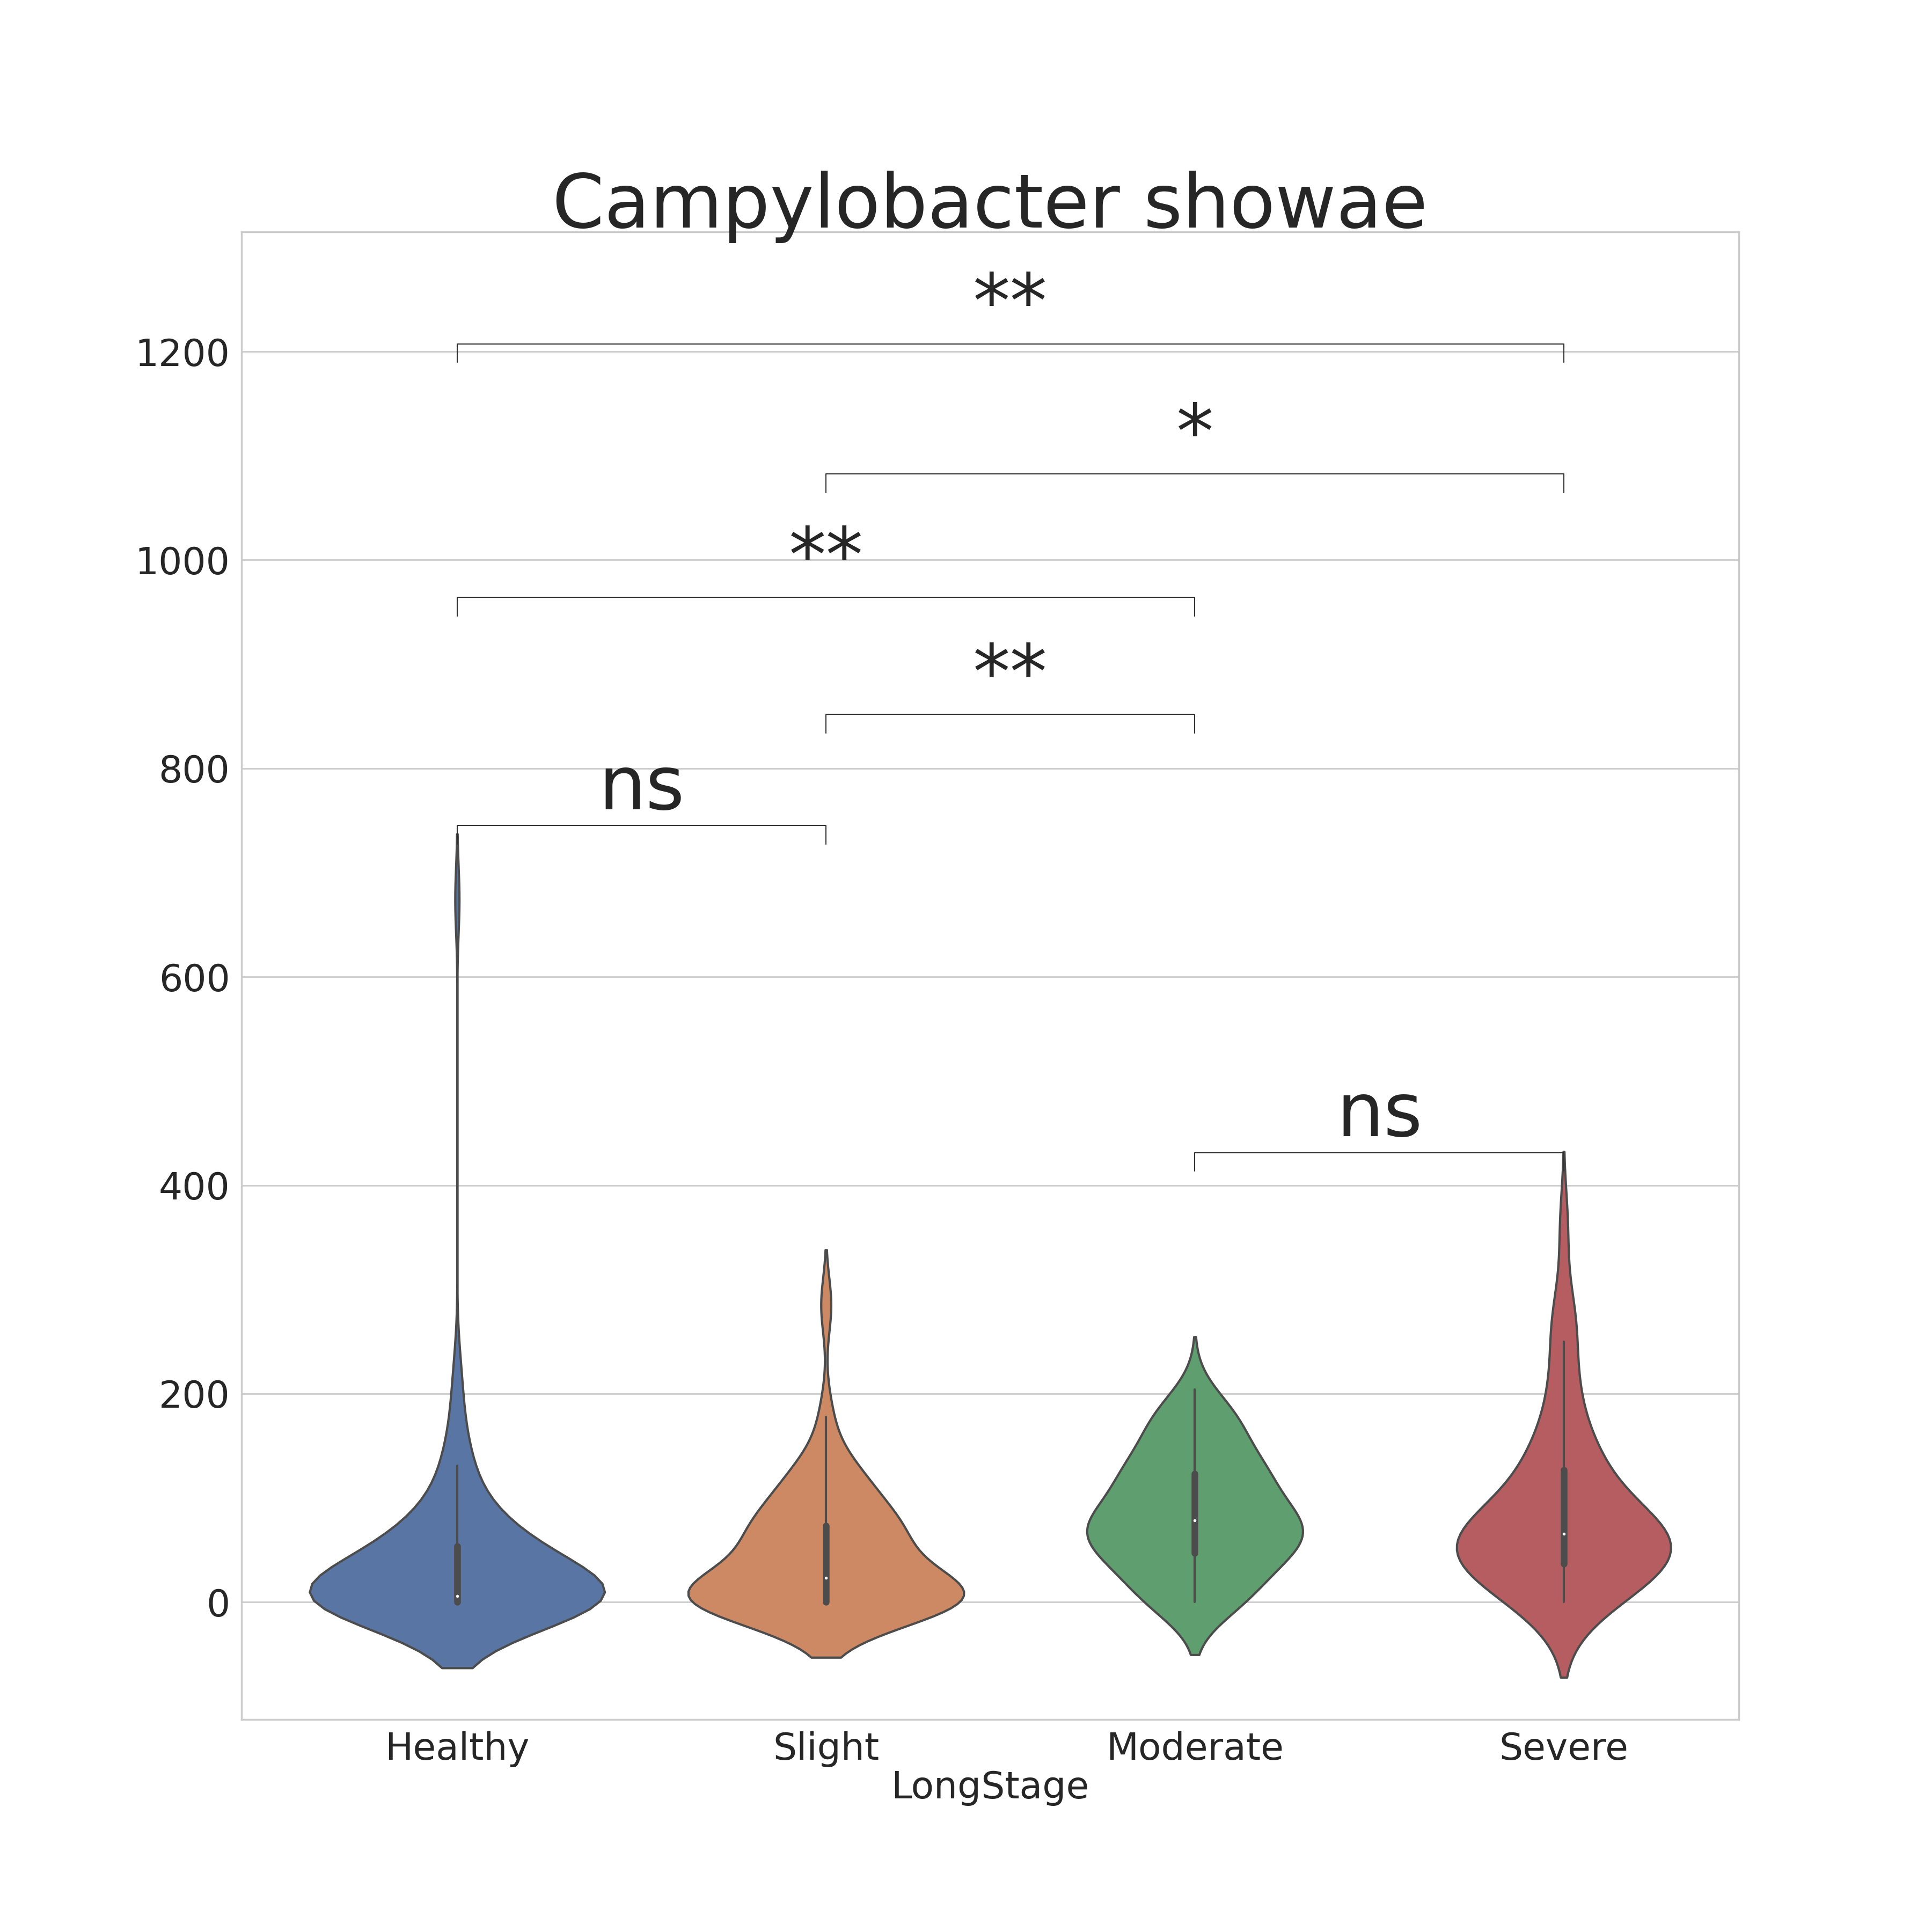 Campylobacter showae
**
1200
*
**
1000
**
ns
800
600
ns
400
200
0
Healthy Slight Moderate Severe
LongStage